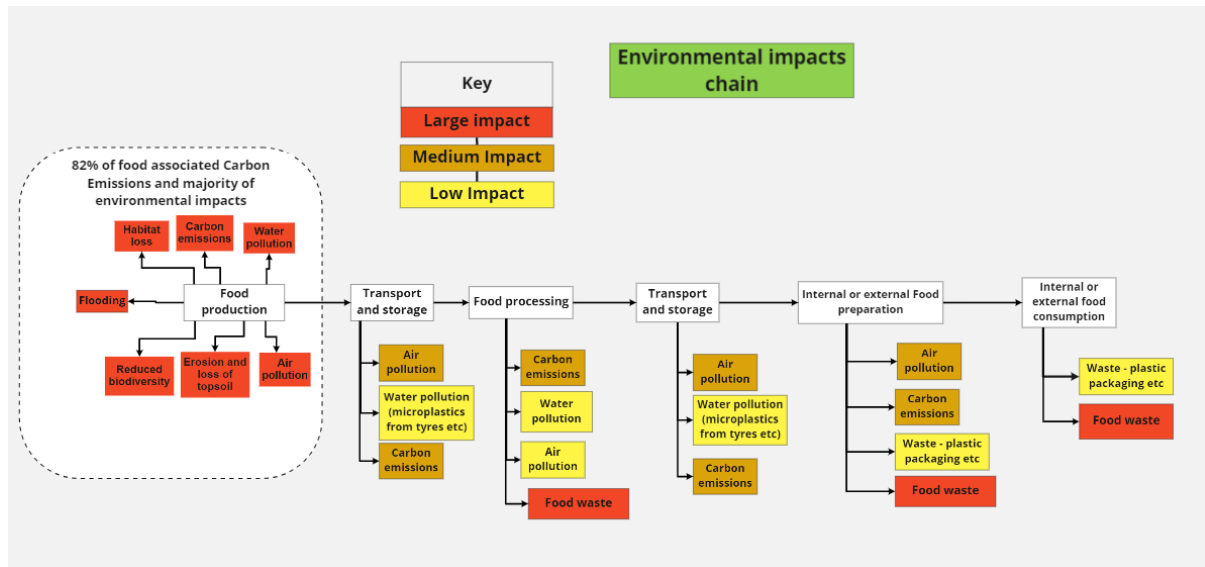 Environmental impacts
chain
Key
Large impact
Medium Impact
Low Impact
82% of food associated Carbon
Emissions and majority of
environmental impacts
Habitat
loss
Carbon
emissions
Water
pollution
Flooding
Food
production
Reduced
biodiversity
Erosion and
loss of
topsoil
Air
pollution
Transport
and storage
Air
pollution
Water pollution
(microplastics
from tyres etc)
Carbon
emissions
Food processing
Carbon
emissions
Water
pollution
Air
pollution
Food waste
Transport
and storage
Air
pollution
Water pollution
(microplastics
from tyres etc)
Carbon
emissions
Internal or external Food
preparation
Air
pollution
Carbon
emissions
Waste - plastic
packaging etc
Food waste
Internal or
external food
consumption
Waste - plastic
packaging etc
Food waste